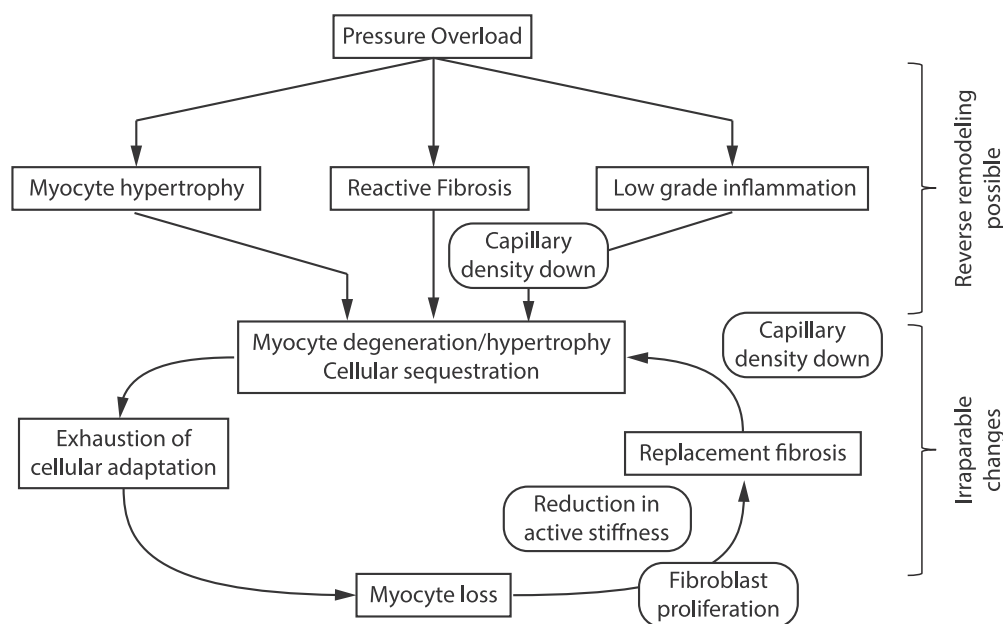 Pressure Overload
Myocyte hypertrophy
Reactive Fibrosis
Low grade inflammation
Reverse remodeling
possible
Capillary
density down
Myocyte degeneration/hypertrophy
Cellular sequestration
Capillary
density down
Exhaustion of
cellular adaptation
Replacement fibrosis
Irraparable
changes
Reduction in
active stiffness
Myocyte loss
Fibroblast
proliferation